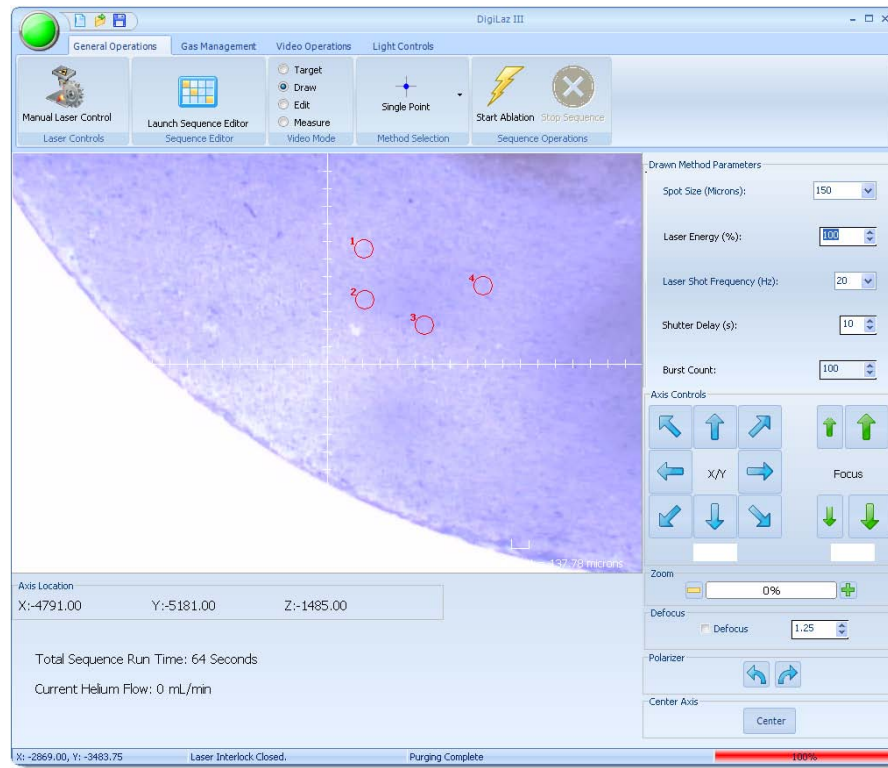 DigiLaz III
General Operations Gas Management Video Operations Light Controls
Manual Laser Control
Laser Controls
Launch Sequence Editor
Sequence Editor
Target
Draw
Edit
Measure
Video Mode
Single Point
Method Selection
Start Ablation Stop Sequence
Sequence Operations
1
2
3
4
137.78 microns
Drawn Method Parameters
Spot Size (Microns): 150
Laser Energy (%): 100
Laser Shot Frequency (Hz): 20
Shutter Delay (s): 10
Burst Count: 100
Axis Controls
X/Y Focus
Zoom
0%
Defocus
Defocus 1.25
Polarizer
Center Axis
Center
Axis Location
X:-4791.00 Y:-5181.00 Z:-1485.00
Total Sequence Run Time: 64 Seconds
Current Helium Flow: 0 mL/min
X: -2869.00, Y: -3483.75 Laser Interlock Closed. Purging Complete 100%